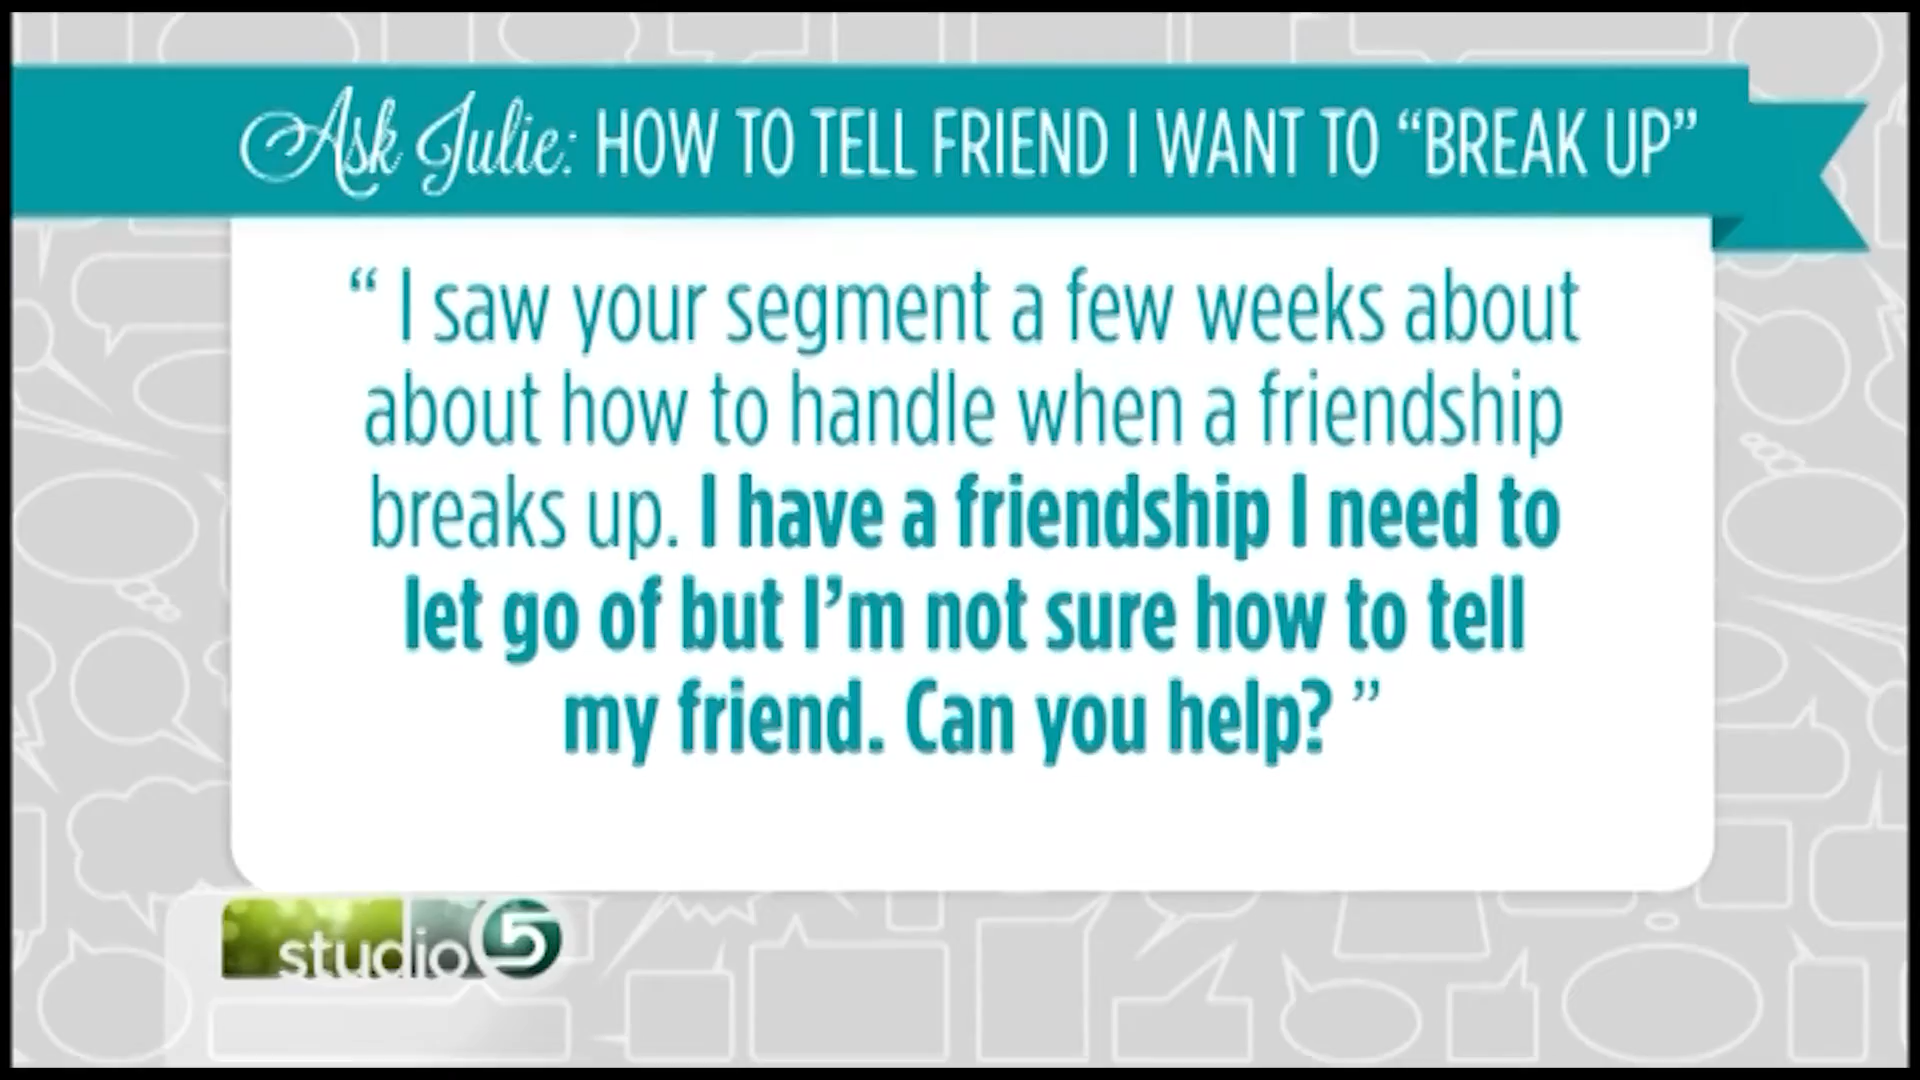 Ask Julie: HOW TO TELL FRIEND I WANT TO “BREAK UP”
“ I saw your segment a few weeks about
about how to handle when a friendship
breaks up. I have a friendship I need to
let go of but I’m not sure how to tell
my friend. Can you help? ”
studio 5